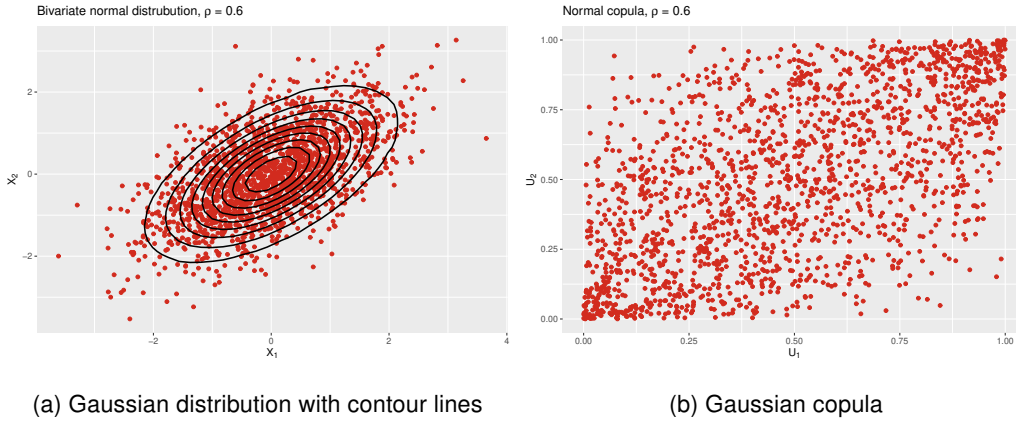 Bivariate normal distrubution, ρ = 0.6
X₂
2
0
−2
−2
0
2
4
X₁
(a) Gaussian distribution with contour lines
Normal copula, ρ = 0.6
U₂
1.00
0.75
0.50
0.25
0.00
0.00
0.25
0.50
0.75
1.00
U₁
(b) Gaussian copula